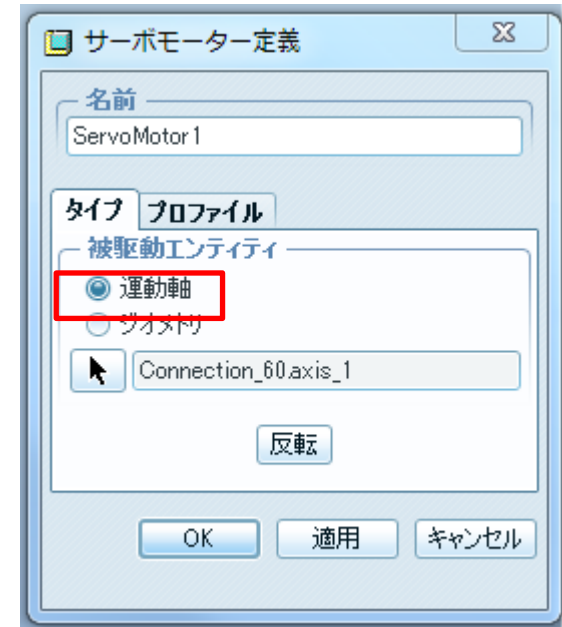 サーボモーター定義
名前
ServoMotor1
タイプ プロファイル
被駆動エンティティ
運動軸
ジオメトリ
Connection_60.axis_1
反転
OK 適用 キャンセル